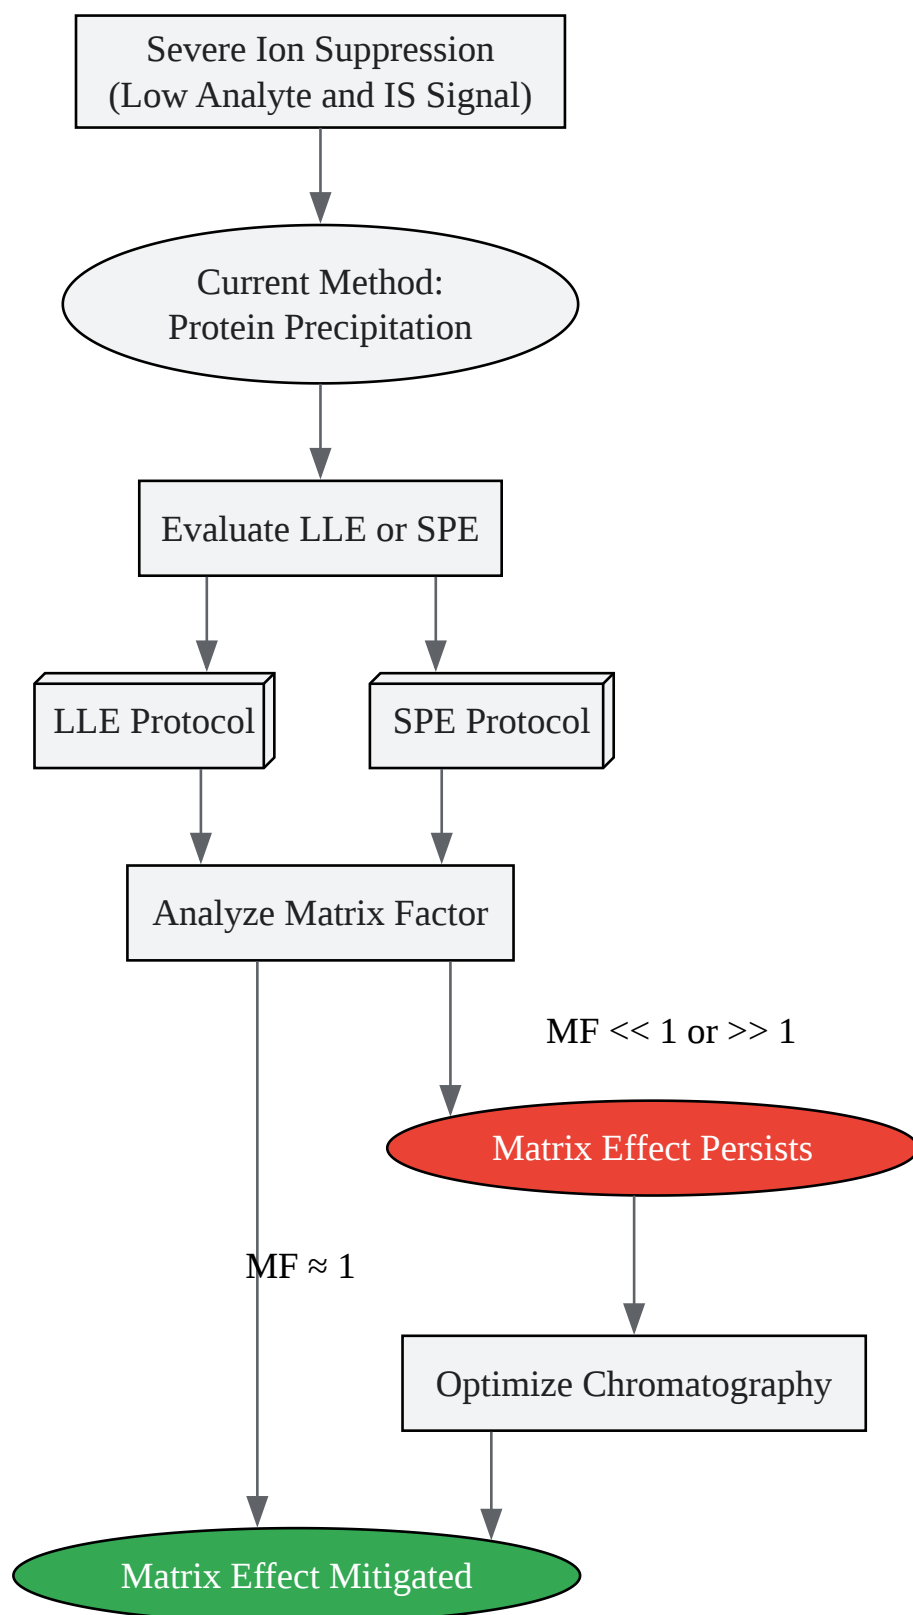 Severe Ion Suppression
(Low Analyte and IS Signal)
Current Method:
Protein Precipitation
Evaluate LLE or SPE
LLE Protocol
SPE Protocol
Analyze Matrix Factor
MF << 1 or >> 1
Matrix Effect Persists
MF ≈ 1
Optimize Chromatography
Matrix Effect Mitigated